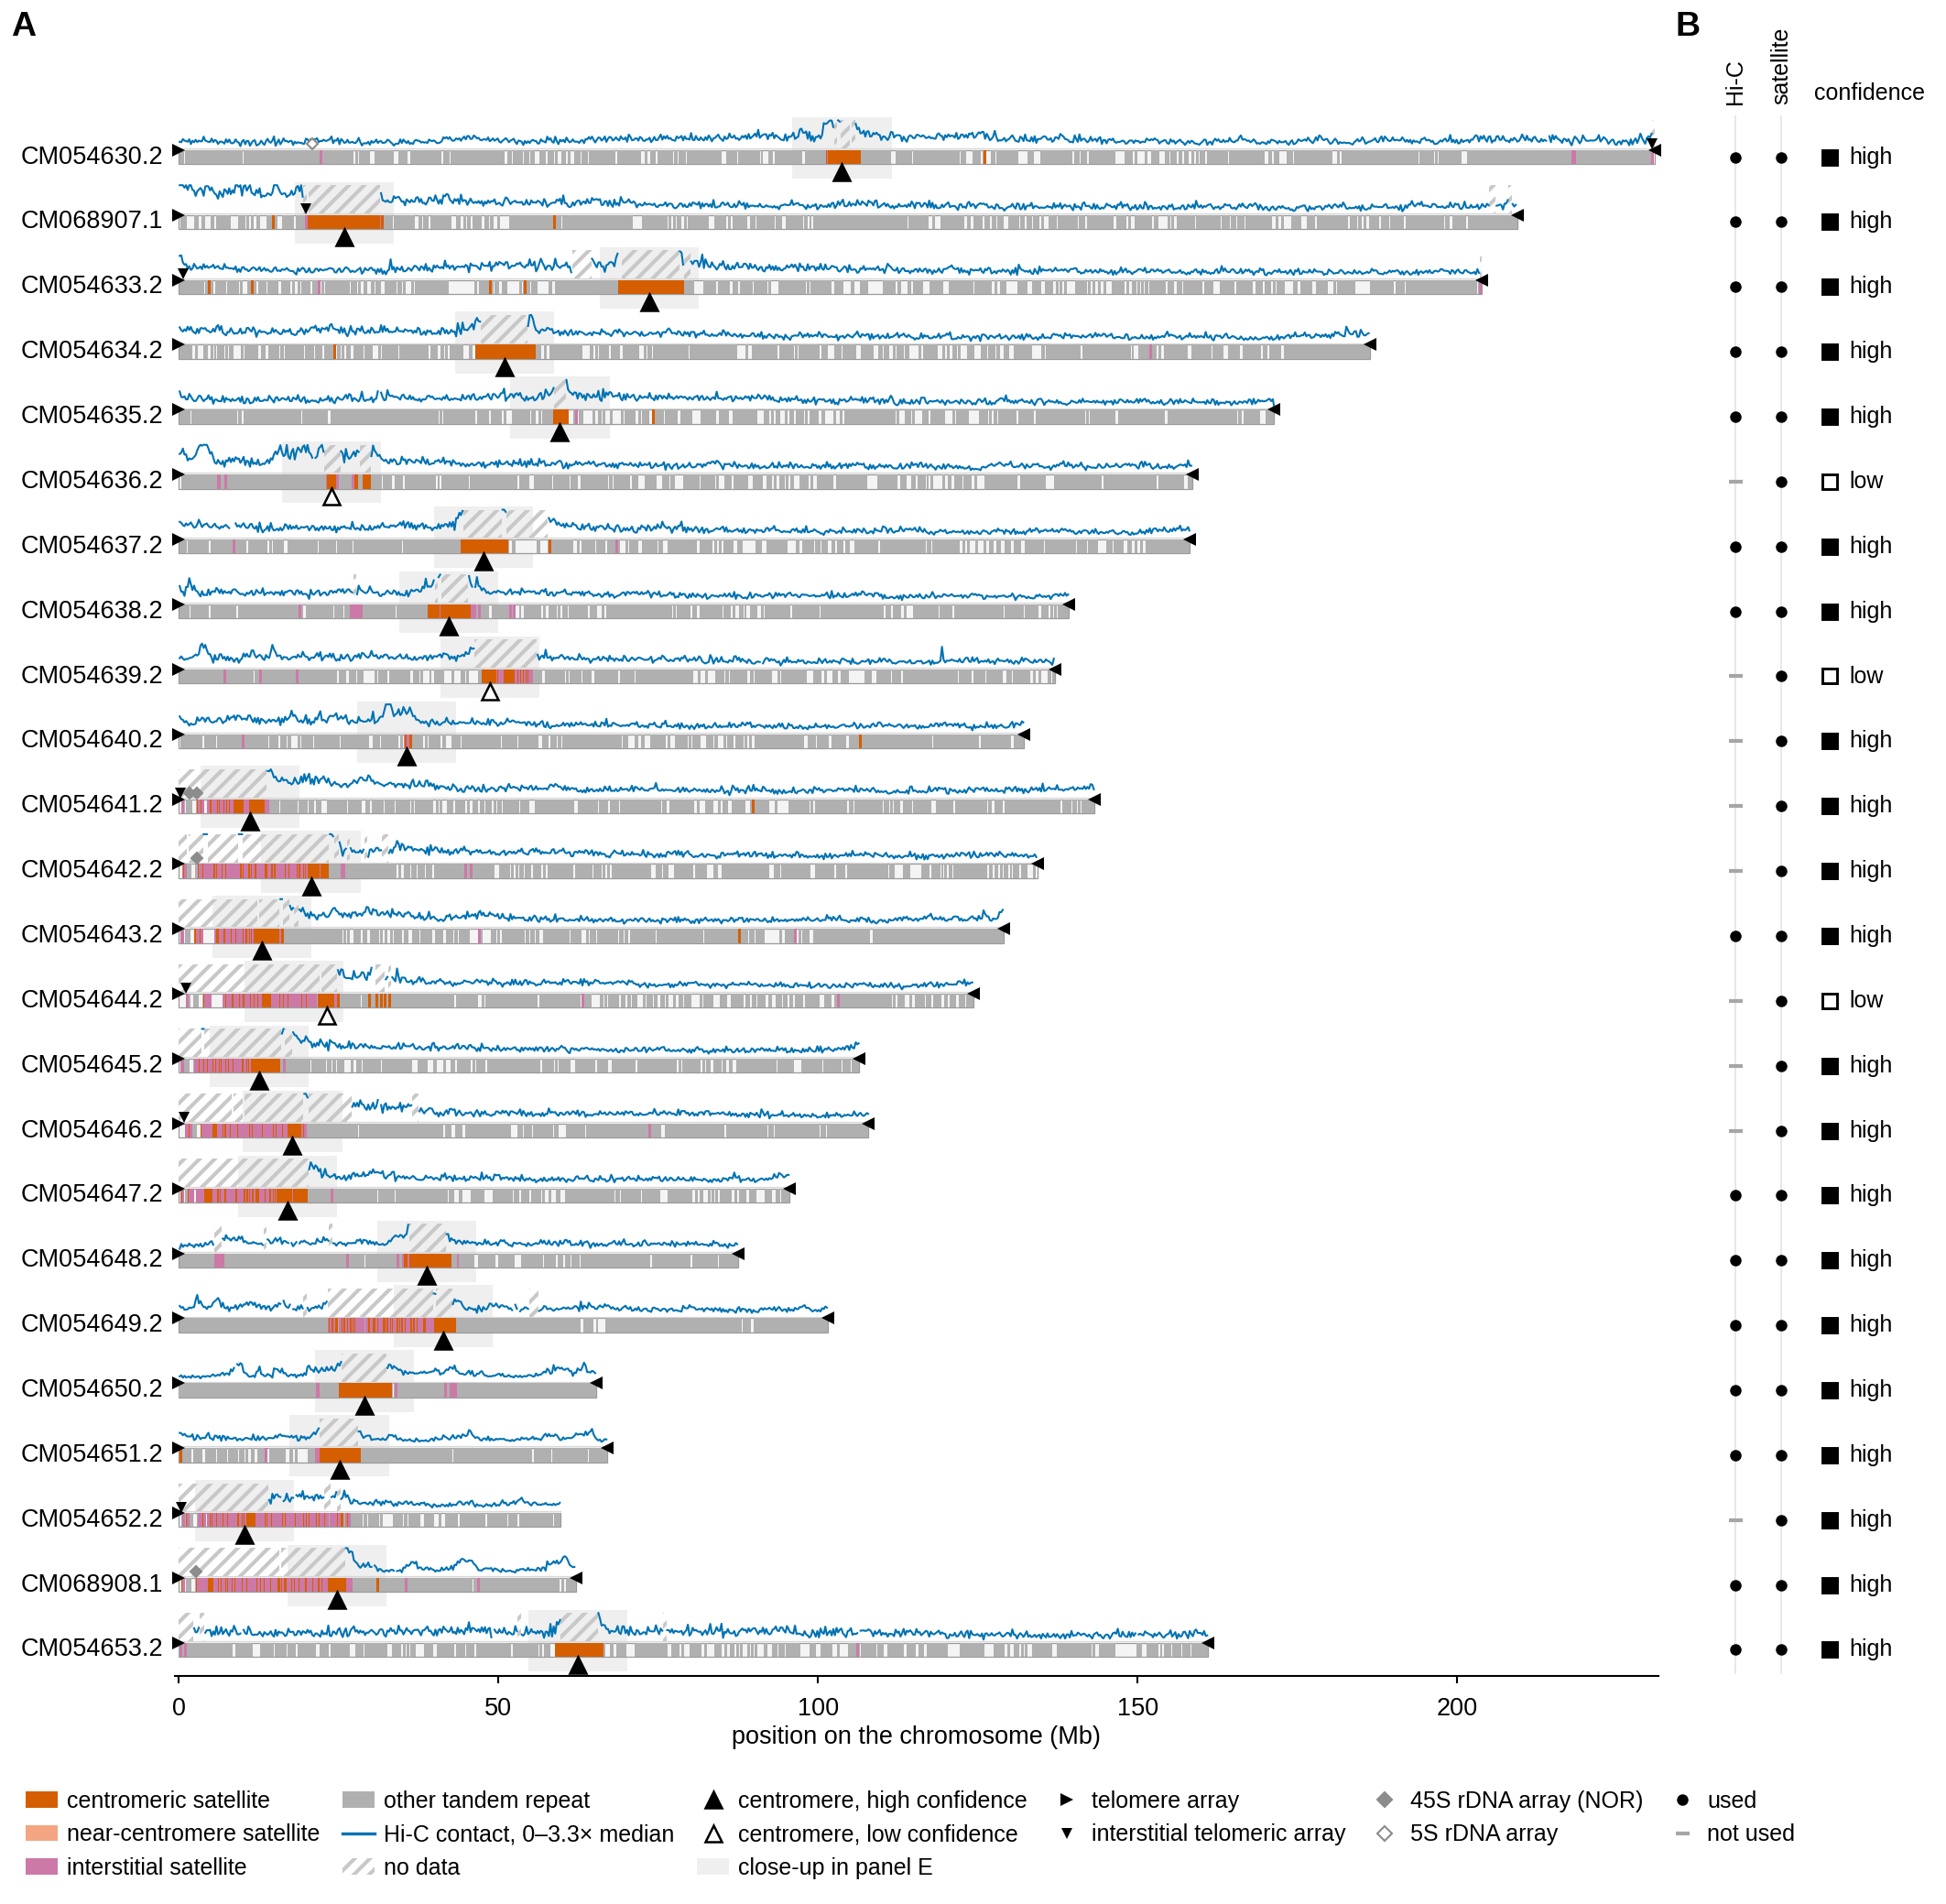 A
B
Hi-C
satellite
confidence
CM054630.2 high
CM068907.1 high
CM054633.2 high
CM054634.2 high
CM054635.2 high
CM054636.2 low
CM054637.2 high
CM054638.2 high
CM054639.2 low
CM054640.2 high
CM054641.2 high
CM054642.2 high
CM054643.2 high
CM054644.2 low
CM054645.2 high
CM054646.2 high
CM054647.2 high
CM054648.2 high
CM054649.2 high
CM054650.2 high
CM054651.2 high
CM054652.2 high
CM068908.1 high
CM054653.2 high
0 50 100 150 200
position on the chromosome (Mb)
centromeric satellite other tandem repeat centromere, high confidence telomere array 45S rDNA array (NOR) used
near-centromere satellite Hi-C contact, 0–3.3× median centromere, low confidence interstitial telomeric array 5S rDNA array not used
interstitial satellite no data close-up in panel E